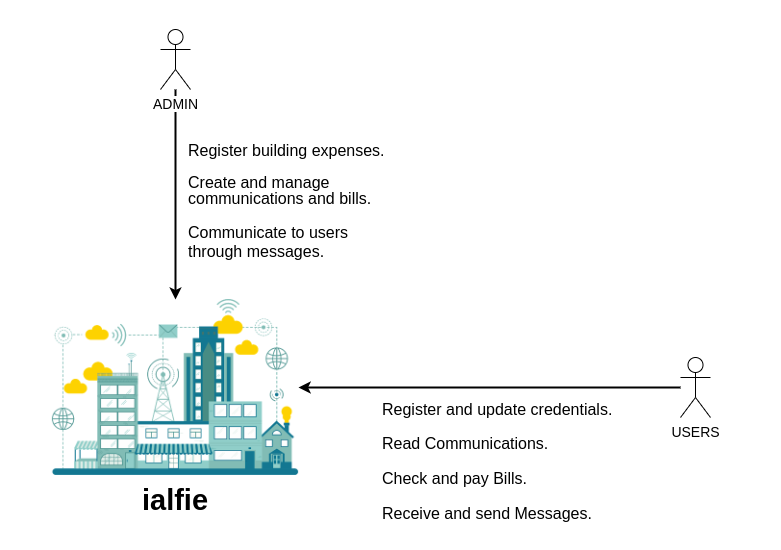 ADMIN
Register building expenses.
Create and manage
communications and bills.
Communicate to users
through messages.
Register and update credentials.
USERS
Read Communications.
Check and pay Bills.
Receive and send Messages.
ialfie